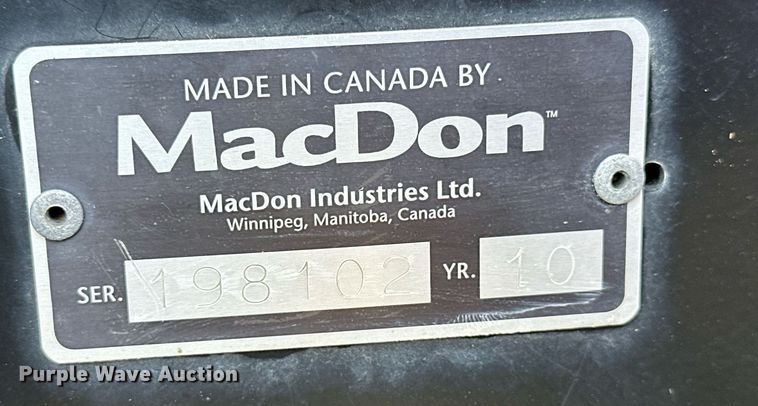 MADE IN CANADA BY
MacDon™
MacDon Industries Ltd.
Winnipeg, Manitoba, Canada
SER. 198102 YR. 10
Purple Wave Auction